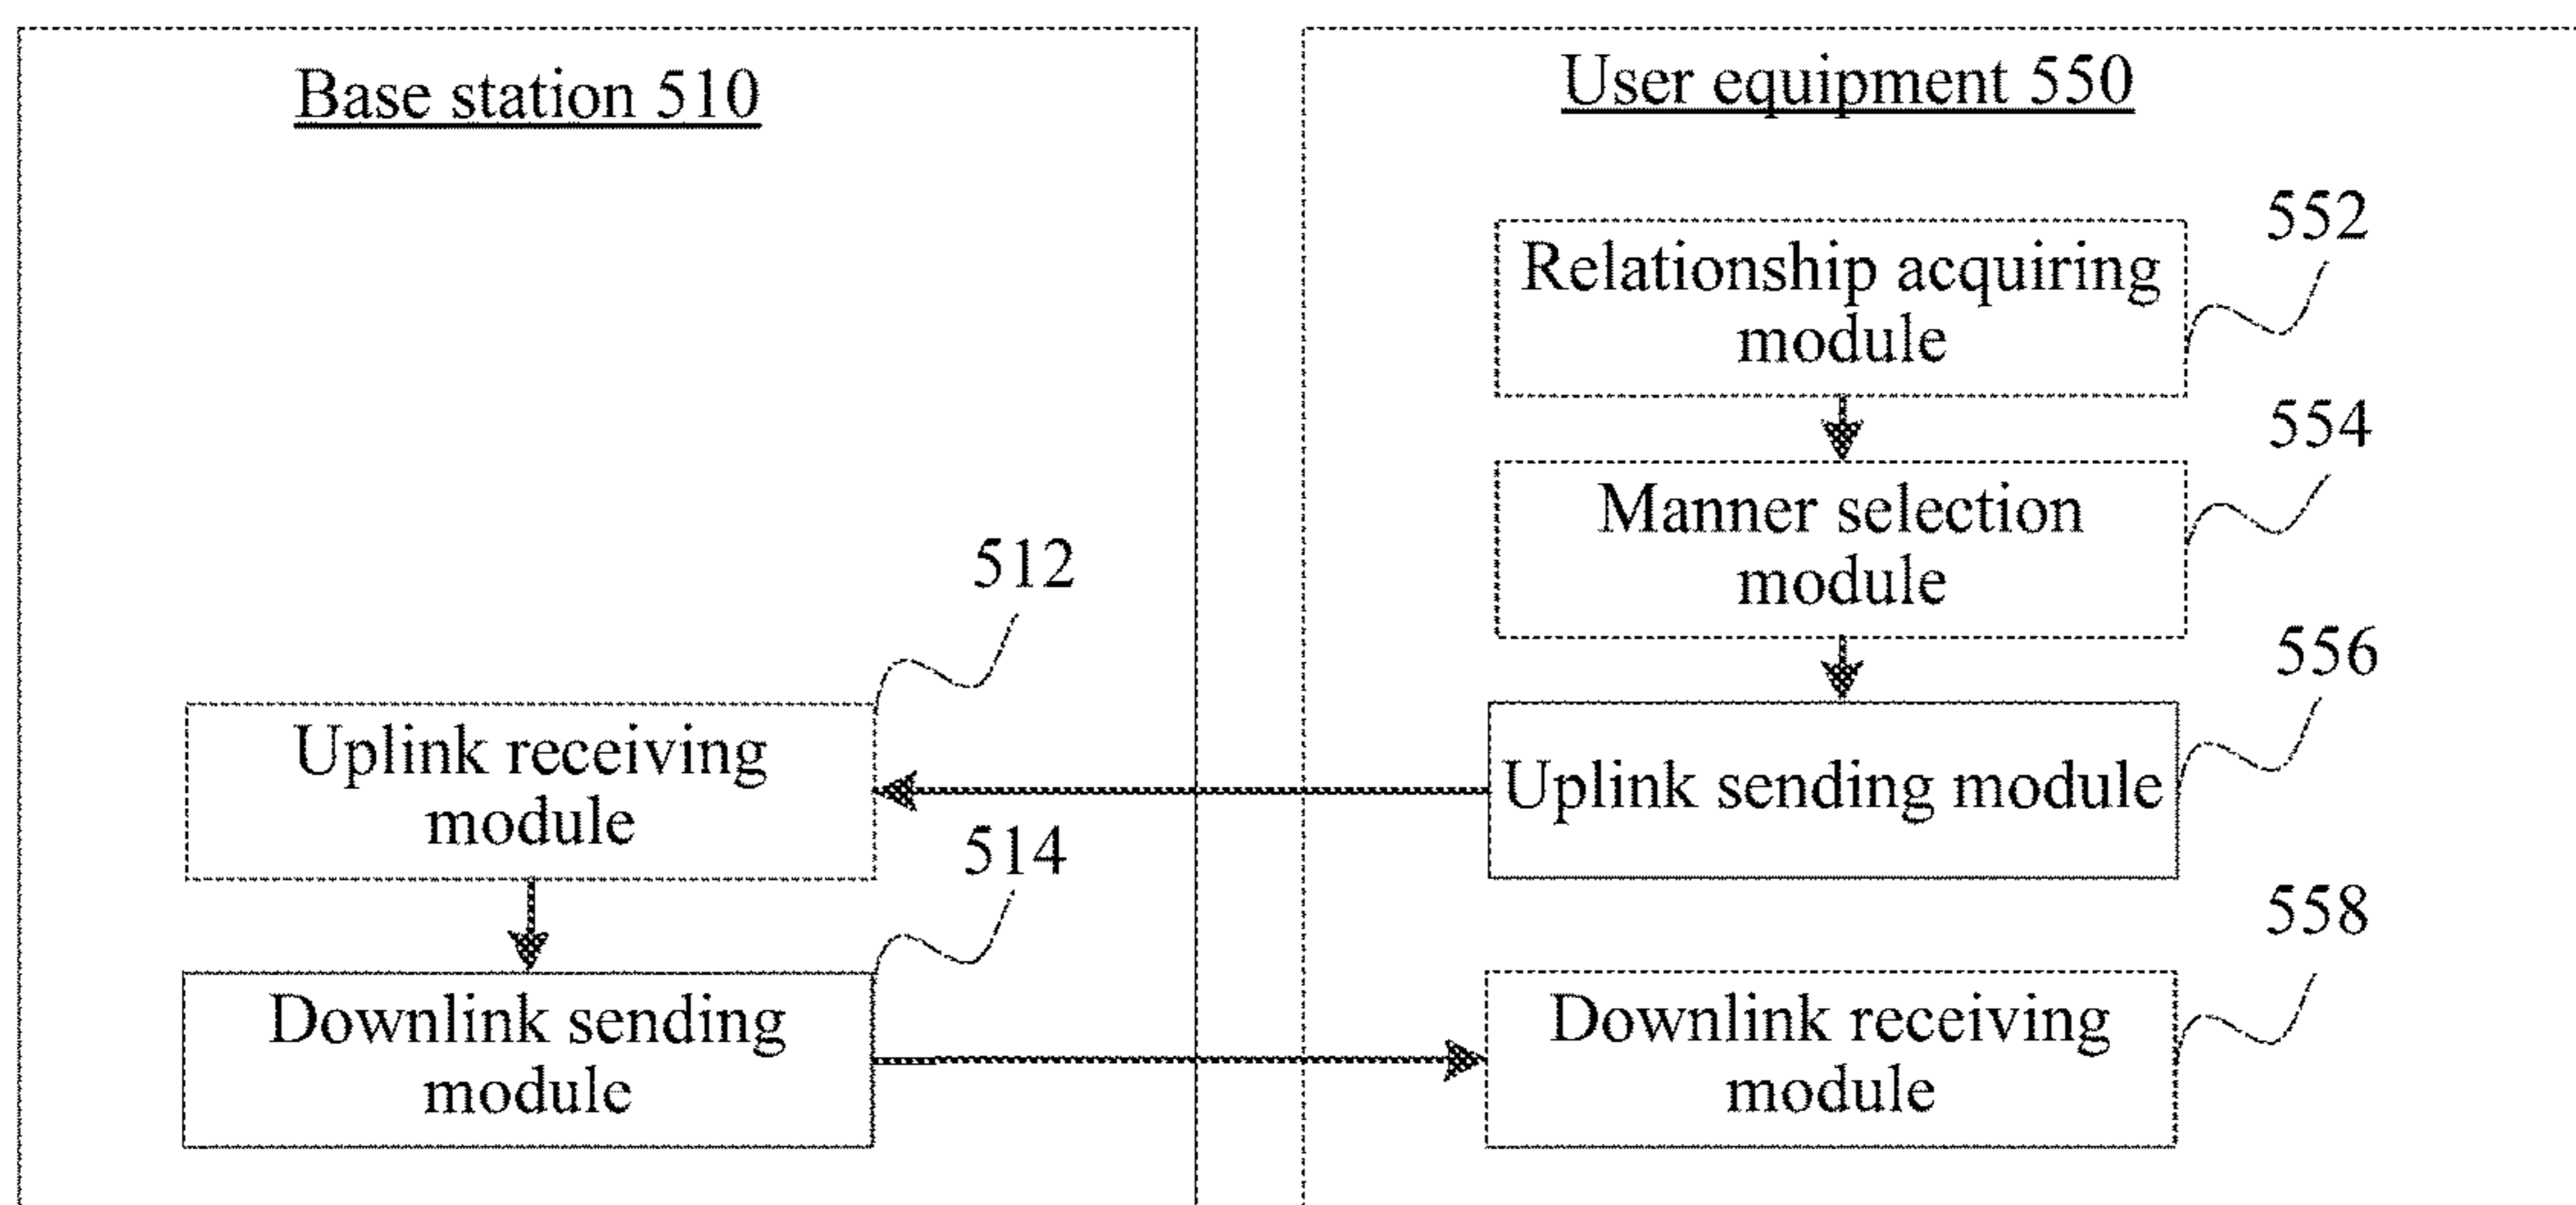 Base station 510
512
Uplink receiving
module
514
Downlink sending
module
User equipment 550
552
Relationship acquiring
module
554
Manner selection
module
556
Uplink sending module
558
Downlink receiving
module